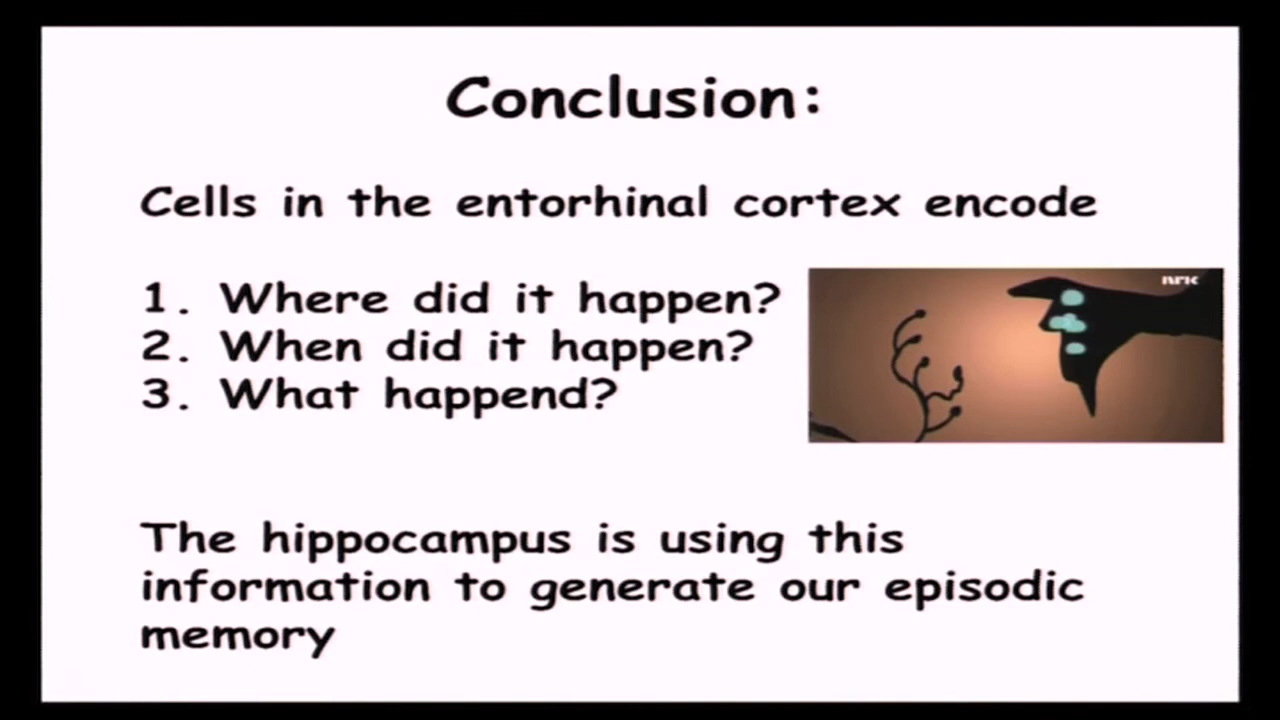 Conclusion:
Cells in the entorhinal cortex encode
1. Where did it happen?
2. When did it happen?
3. What happend?
nrk
The hippocampus is using this
information to generate our episodic
memory